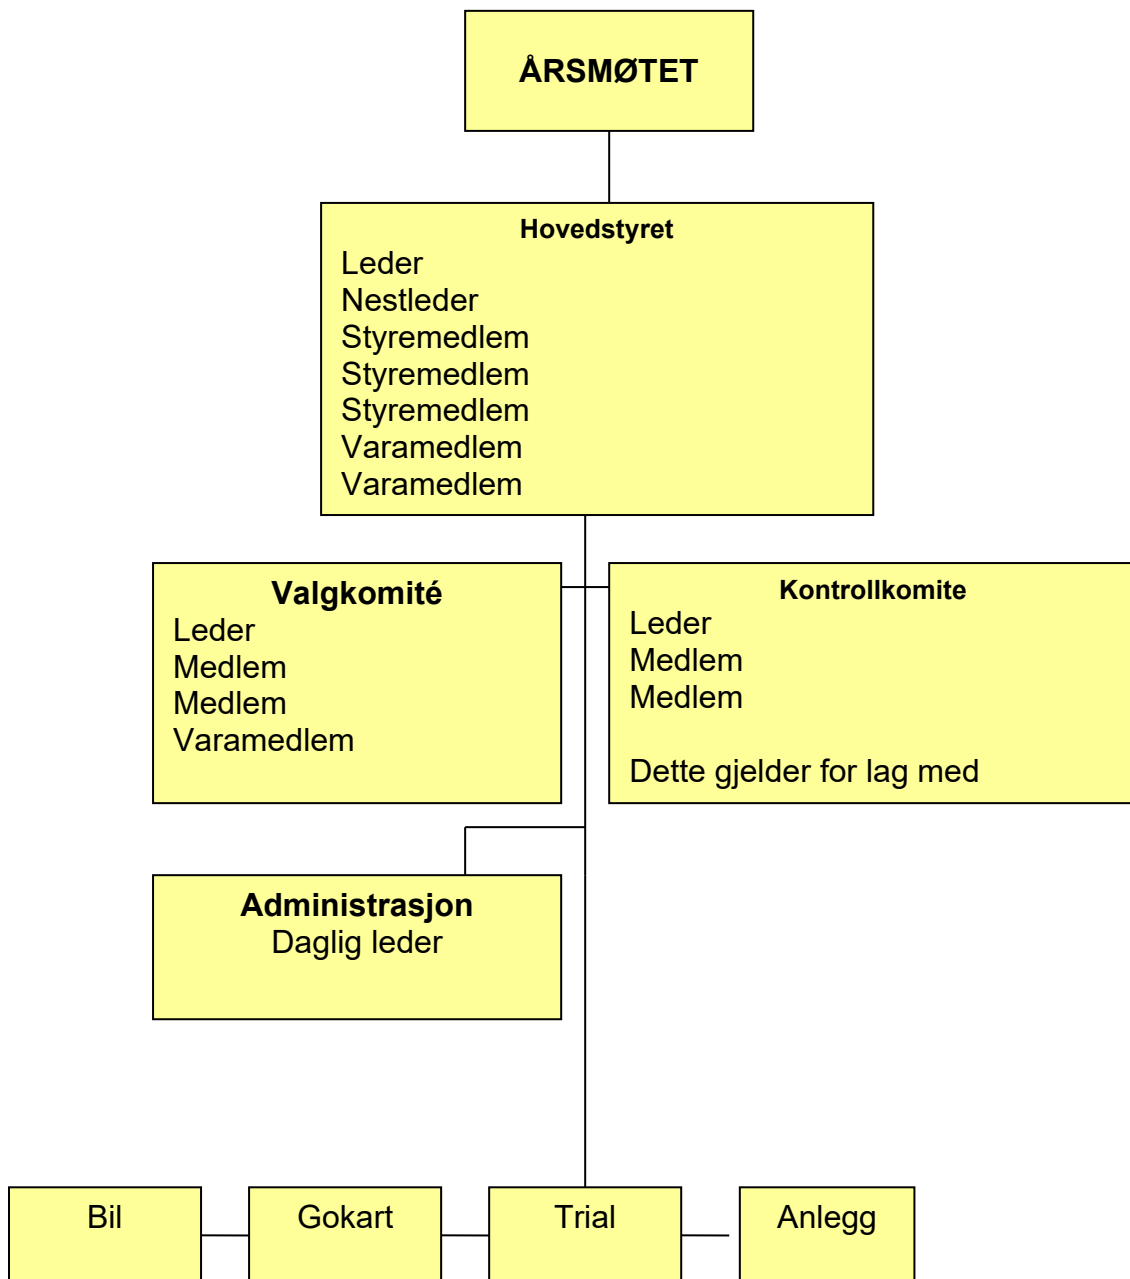 ÅRSMØTET
Hovedstyret
Leder
Nestleder
Styremedlem
Styremedlem
Styremedlem
Varamedlem
Varamedlem
Valgkomité
Leder
Medlem
Medlem
Varamedlem
Kontrollkomite
Leder
Medlem
Medlem
Dette gjelder for lag med
Administrasjon
Daglig leder
Bil
Gokart
Trial
Anlegg